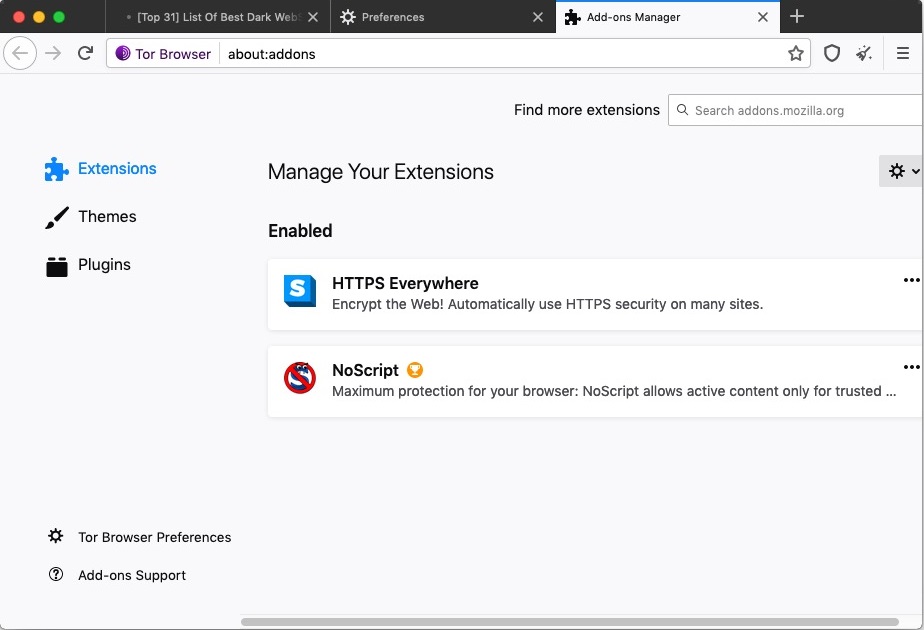 [Top 31] List Of Best Dark Web
Preferences
Add-ons Manager
Tor Browser
about:addons
Find more extensions
Search addons.mozilla.org
Extensions
Themes
Plugins
Manage Your Extensions
Enabled
HTTPS Everywhere
Encrypt the Web! Automatically use HTTPS security on many sites.
NoScript
Maximum protection for your browser: NoScript allows active content only for trusted ...
Tor Browser Preferences
Add-ons Support